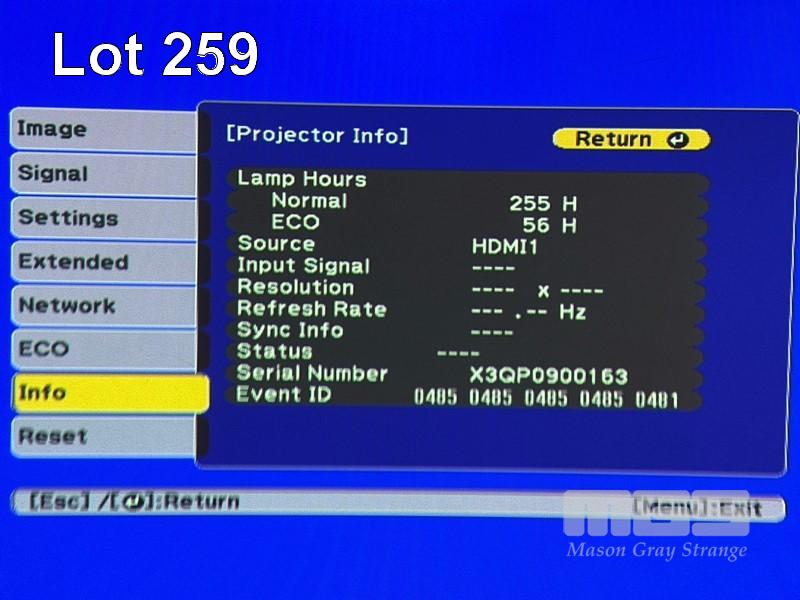 Lot 259
Image
Signal
Settings
Extended
Network
ECO
Info
Reset
[Projector Info]
Return
Lamp Hours
Normal 255 H
ECO 56 H
Source HDMI1
Input Signal ----
Resolution ---- x ----
Refresh Rate --- .-- Hz
Sync Info ----
Status ----
Serial Number X3QP0900163
Event ID 0485 0485 0485 0485 0481
[Esc] /[⏎]:Return
[Menu]:Exit
MGS
Mason Gray Strange